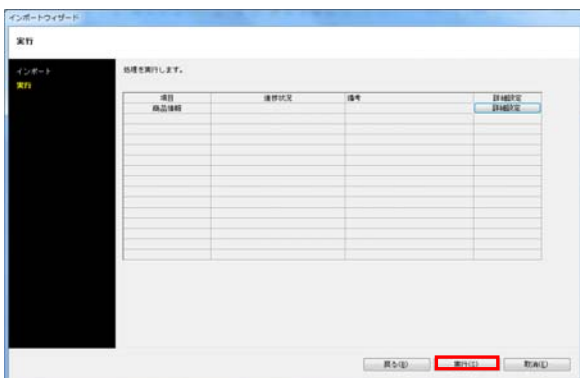 インポートウィザード
実行
インポート
実行
処理を実行します。
項目 進捗状況 備考 詳細設定
商品情報 詳細設定
戻る(B) 実行(E) 取消(C)